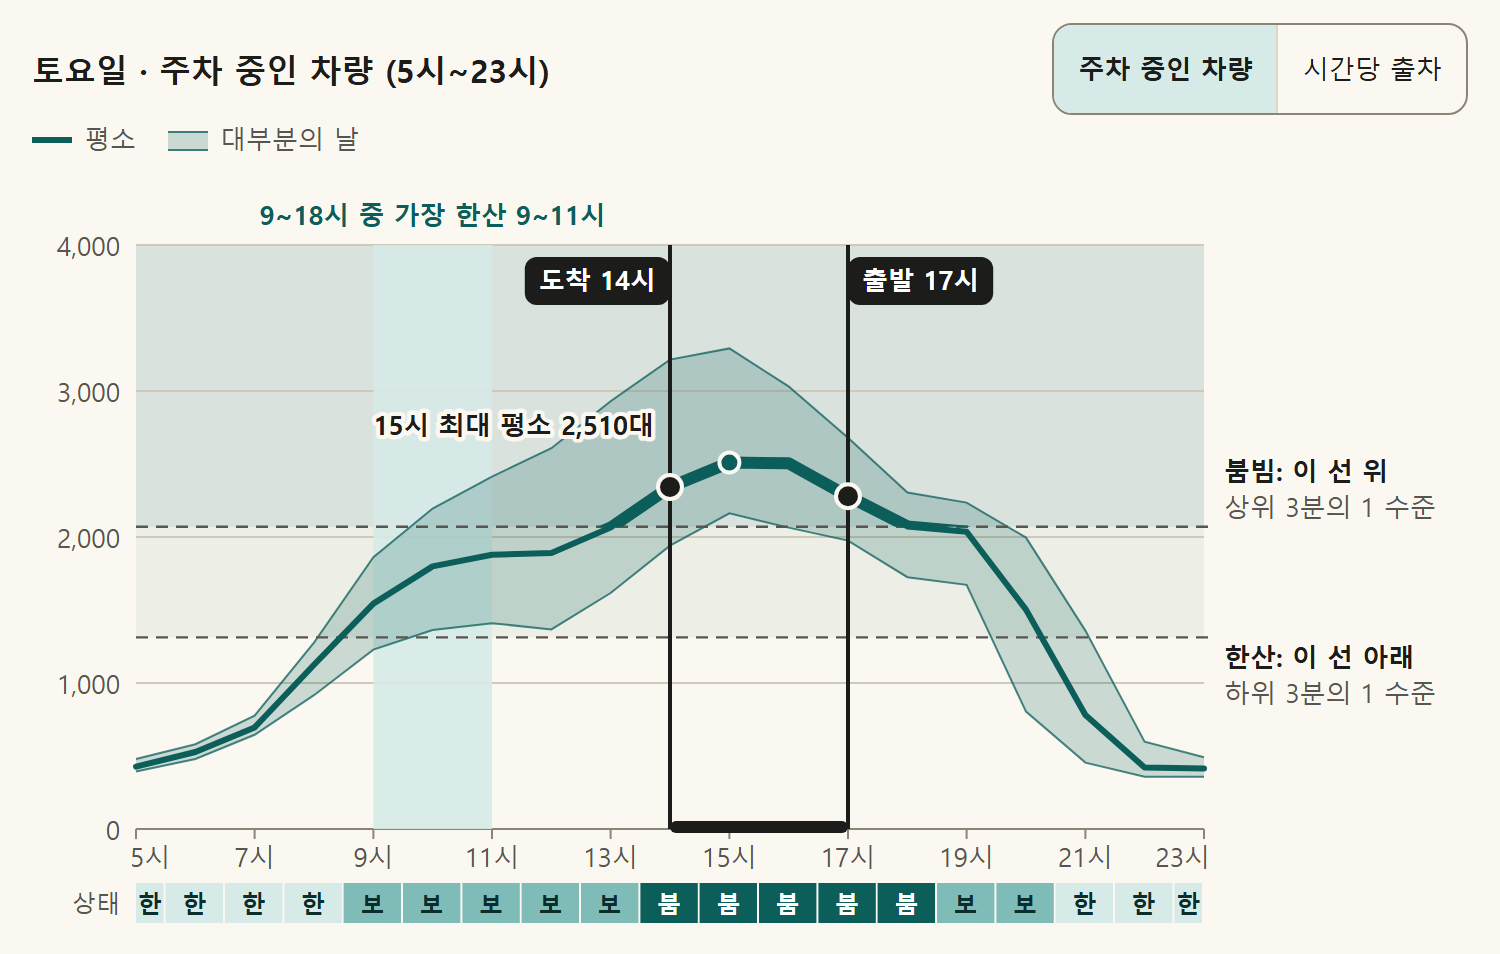 토요일 · 주차 중인 차량 (5시~23시)
주차 중인 차량
시간당 출차
평소
대부분의 날
9~18시 중 가장 한산 9~11시
4,000
도착 14시
출발 17시
3,000
15시 최대 평소 2,510대
붐빔: 이 선 위
상위 3분의 1 수준
2,000
한산: 이 선 아래
하위 3분의 1 수준
1,000
0
5시 7시 9시 11시 13시 15시 17시 19시 21시 23시
상태 한 한 한 한 보 보 보 보 보 붐 붐 붐 붐 붐 보 보 한 한 한